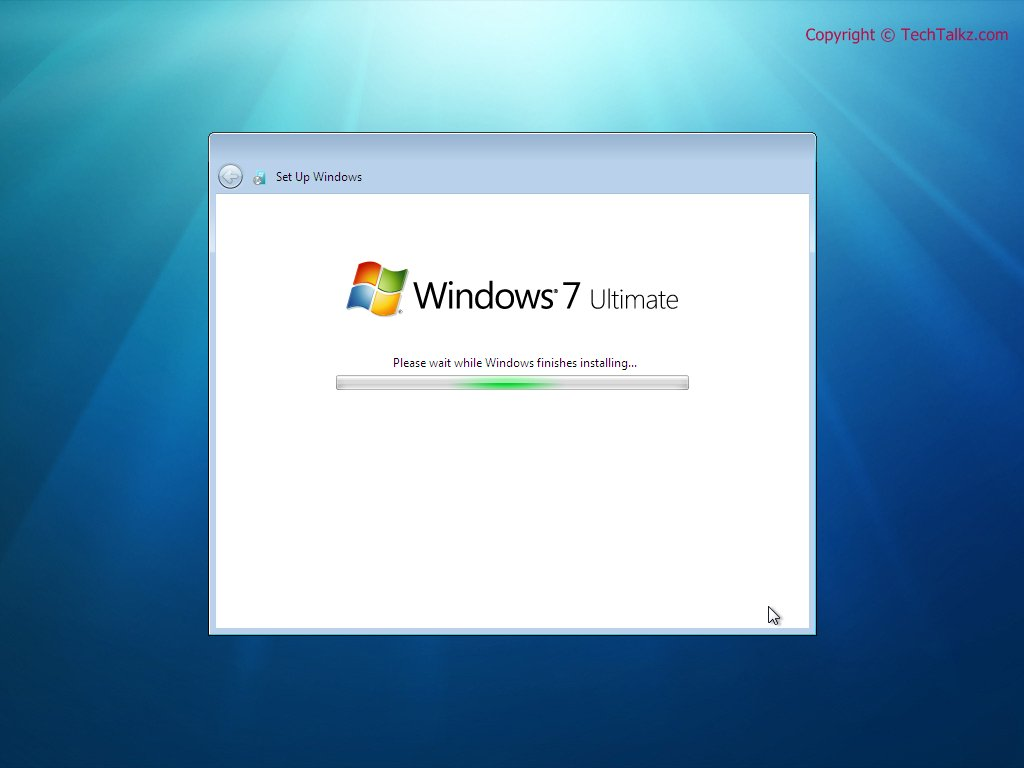 Copyright © TechTalkz.com
Set Up Windows
Windows® 7 Ultimate
Please wait while Windows finishes installing...